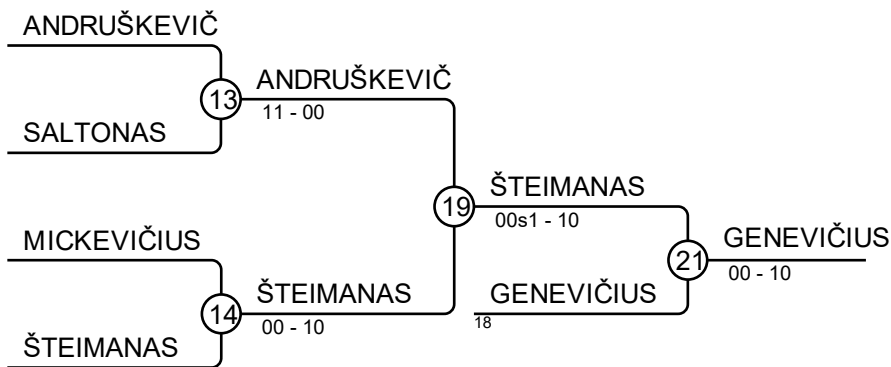 ANDRUŠKEVIČ
13
ANDRUŠKEVIČ
11 - 00
SALTONAS
19
ŠTEIMANAS
00s1 - 10
MICKEVIČIUS
14
ŠTEIMANAS
00 - 10
ŠTEIMANAS
GENEVIČIUS
18
21
GENEVIČIUS
00 - 10